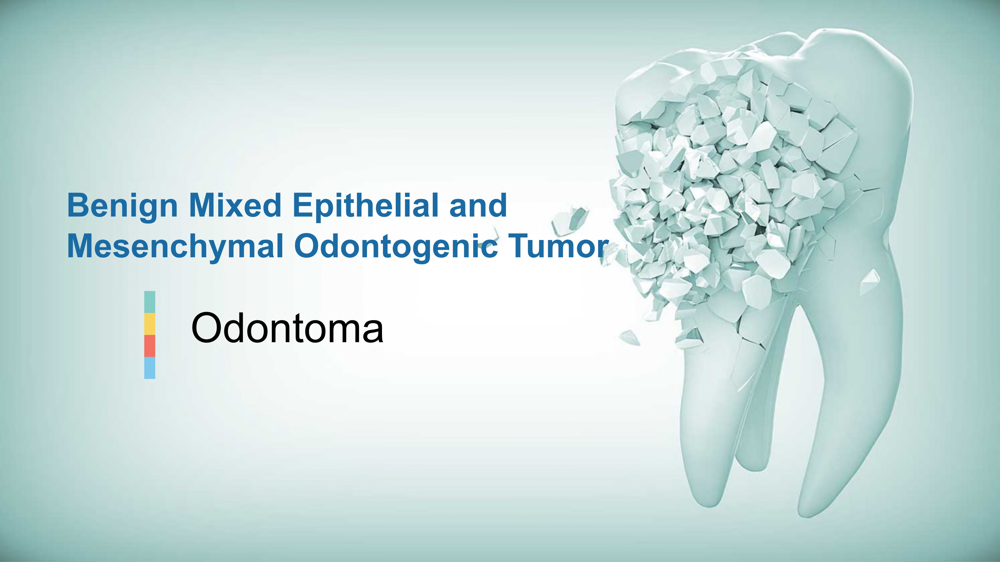 Benign Mixed Epithelial and
Mesenchymal Odontogenic Tumor
Odontoma